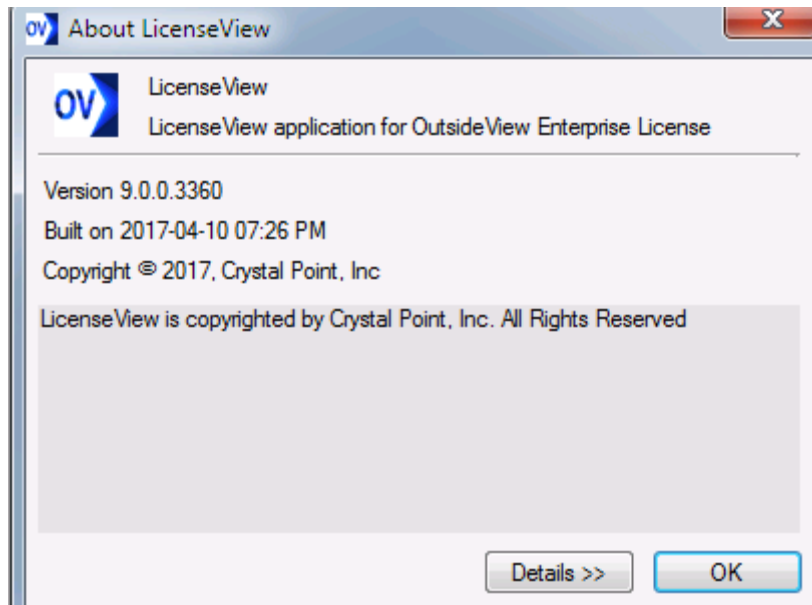 OV About LicenseView
X
OV LicenseView
LicenseView application for OutsideView Enterprise License
Version 9.0.0.3360
Built on 2017-04-10 07:26 PM
Copyright © 2017, Crystal Point, Inc
LicenseView is copyrighted by Crystal Point, Inc. All Rights Reserved
Details >>
OK